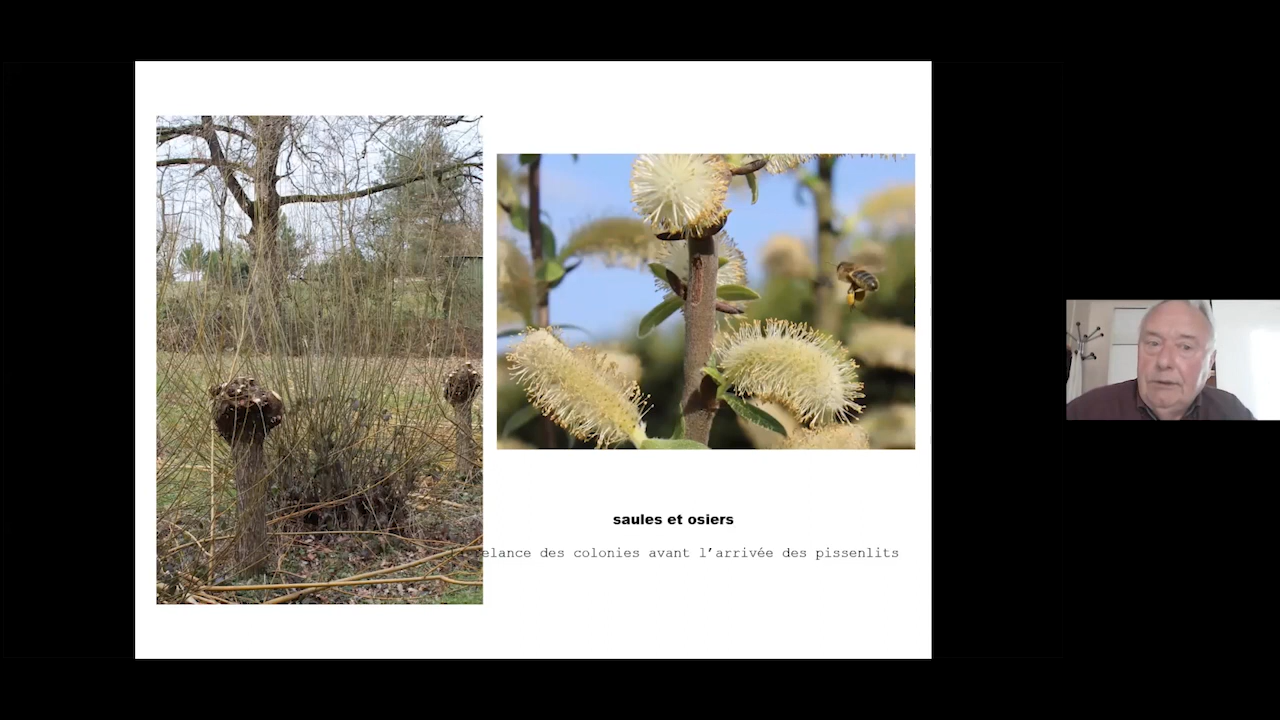 saules et osiers
elance des colonies avant l’arrivée des pissenlits